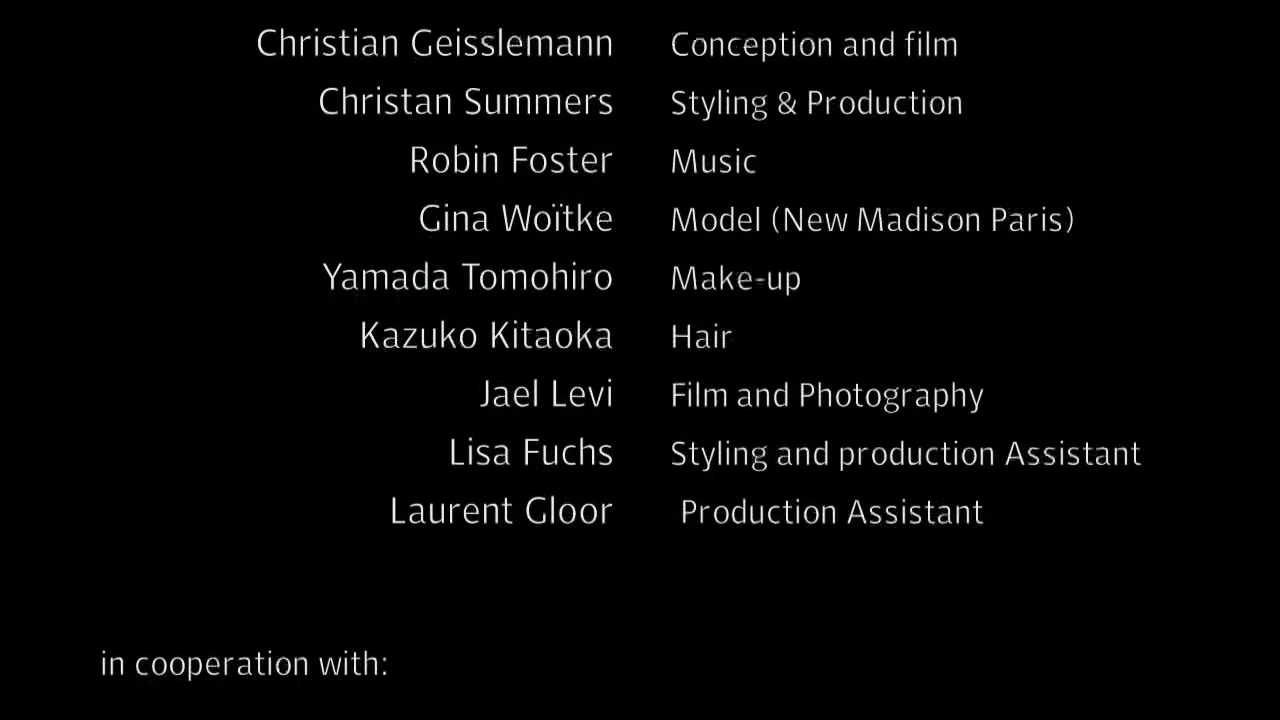 Christian Geisslemann Conception and film
Christan Summers Styling & Production
Robin Foster Music
Gina Woïtke Model (New Madison Paris)
Yamada Tomohiro Make-up
Kazuko Kitaoka Hair
Jael Levi Film and Photography
Lisa Fuchs Styling and production Assistant
Laurent Gloor Production Assistant
in cooperation with: